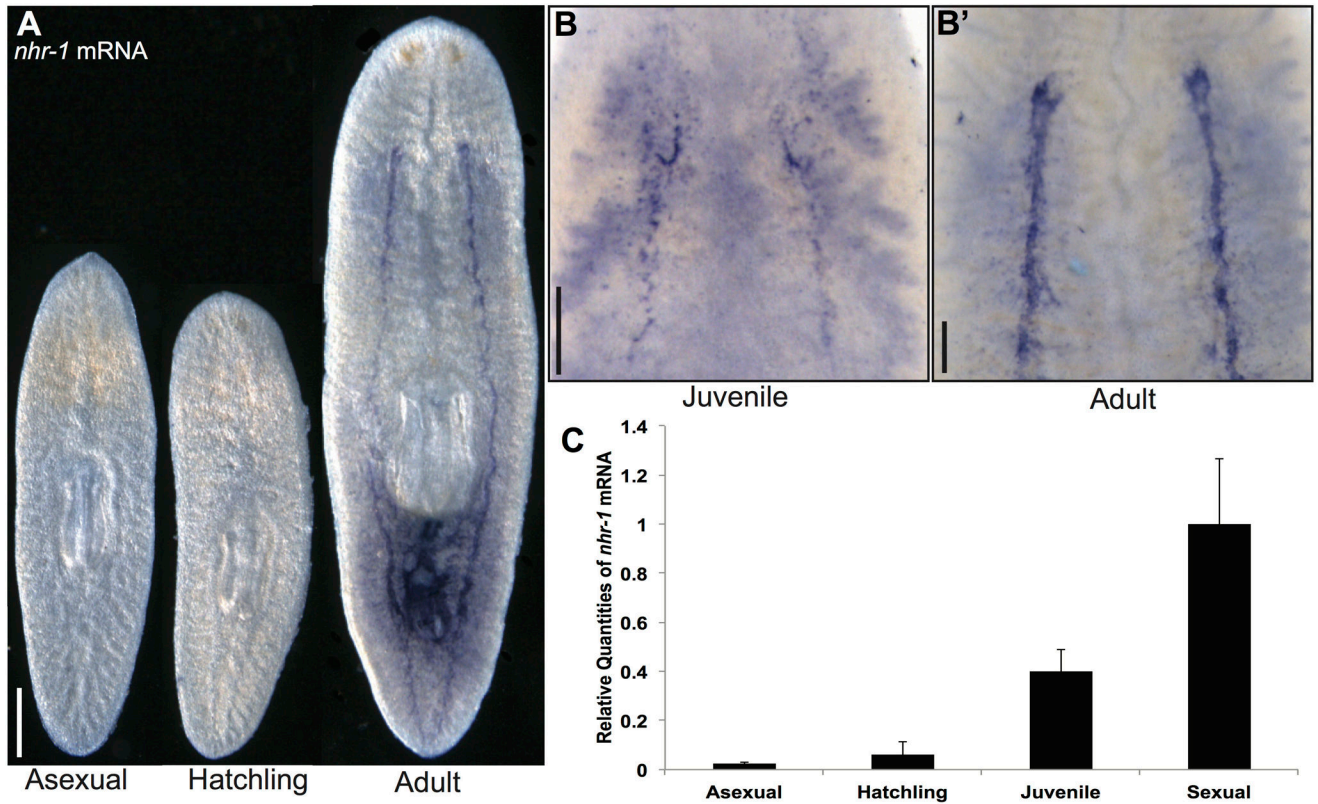 A
nhr-1 mRNA
Asexual
Hatchling
Adult
B
Juvenile
B’
Adult
C
Relative Quantities of nhr-1 mRNA
1.4
1.2
1
0.8
0.6
0.4
0.2
0
Asexual
Hatchling
Juvenile
Sexual